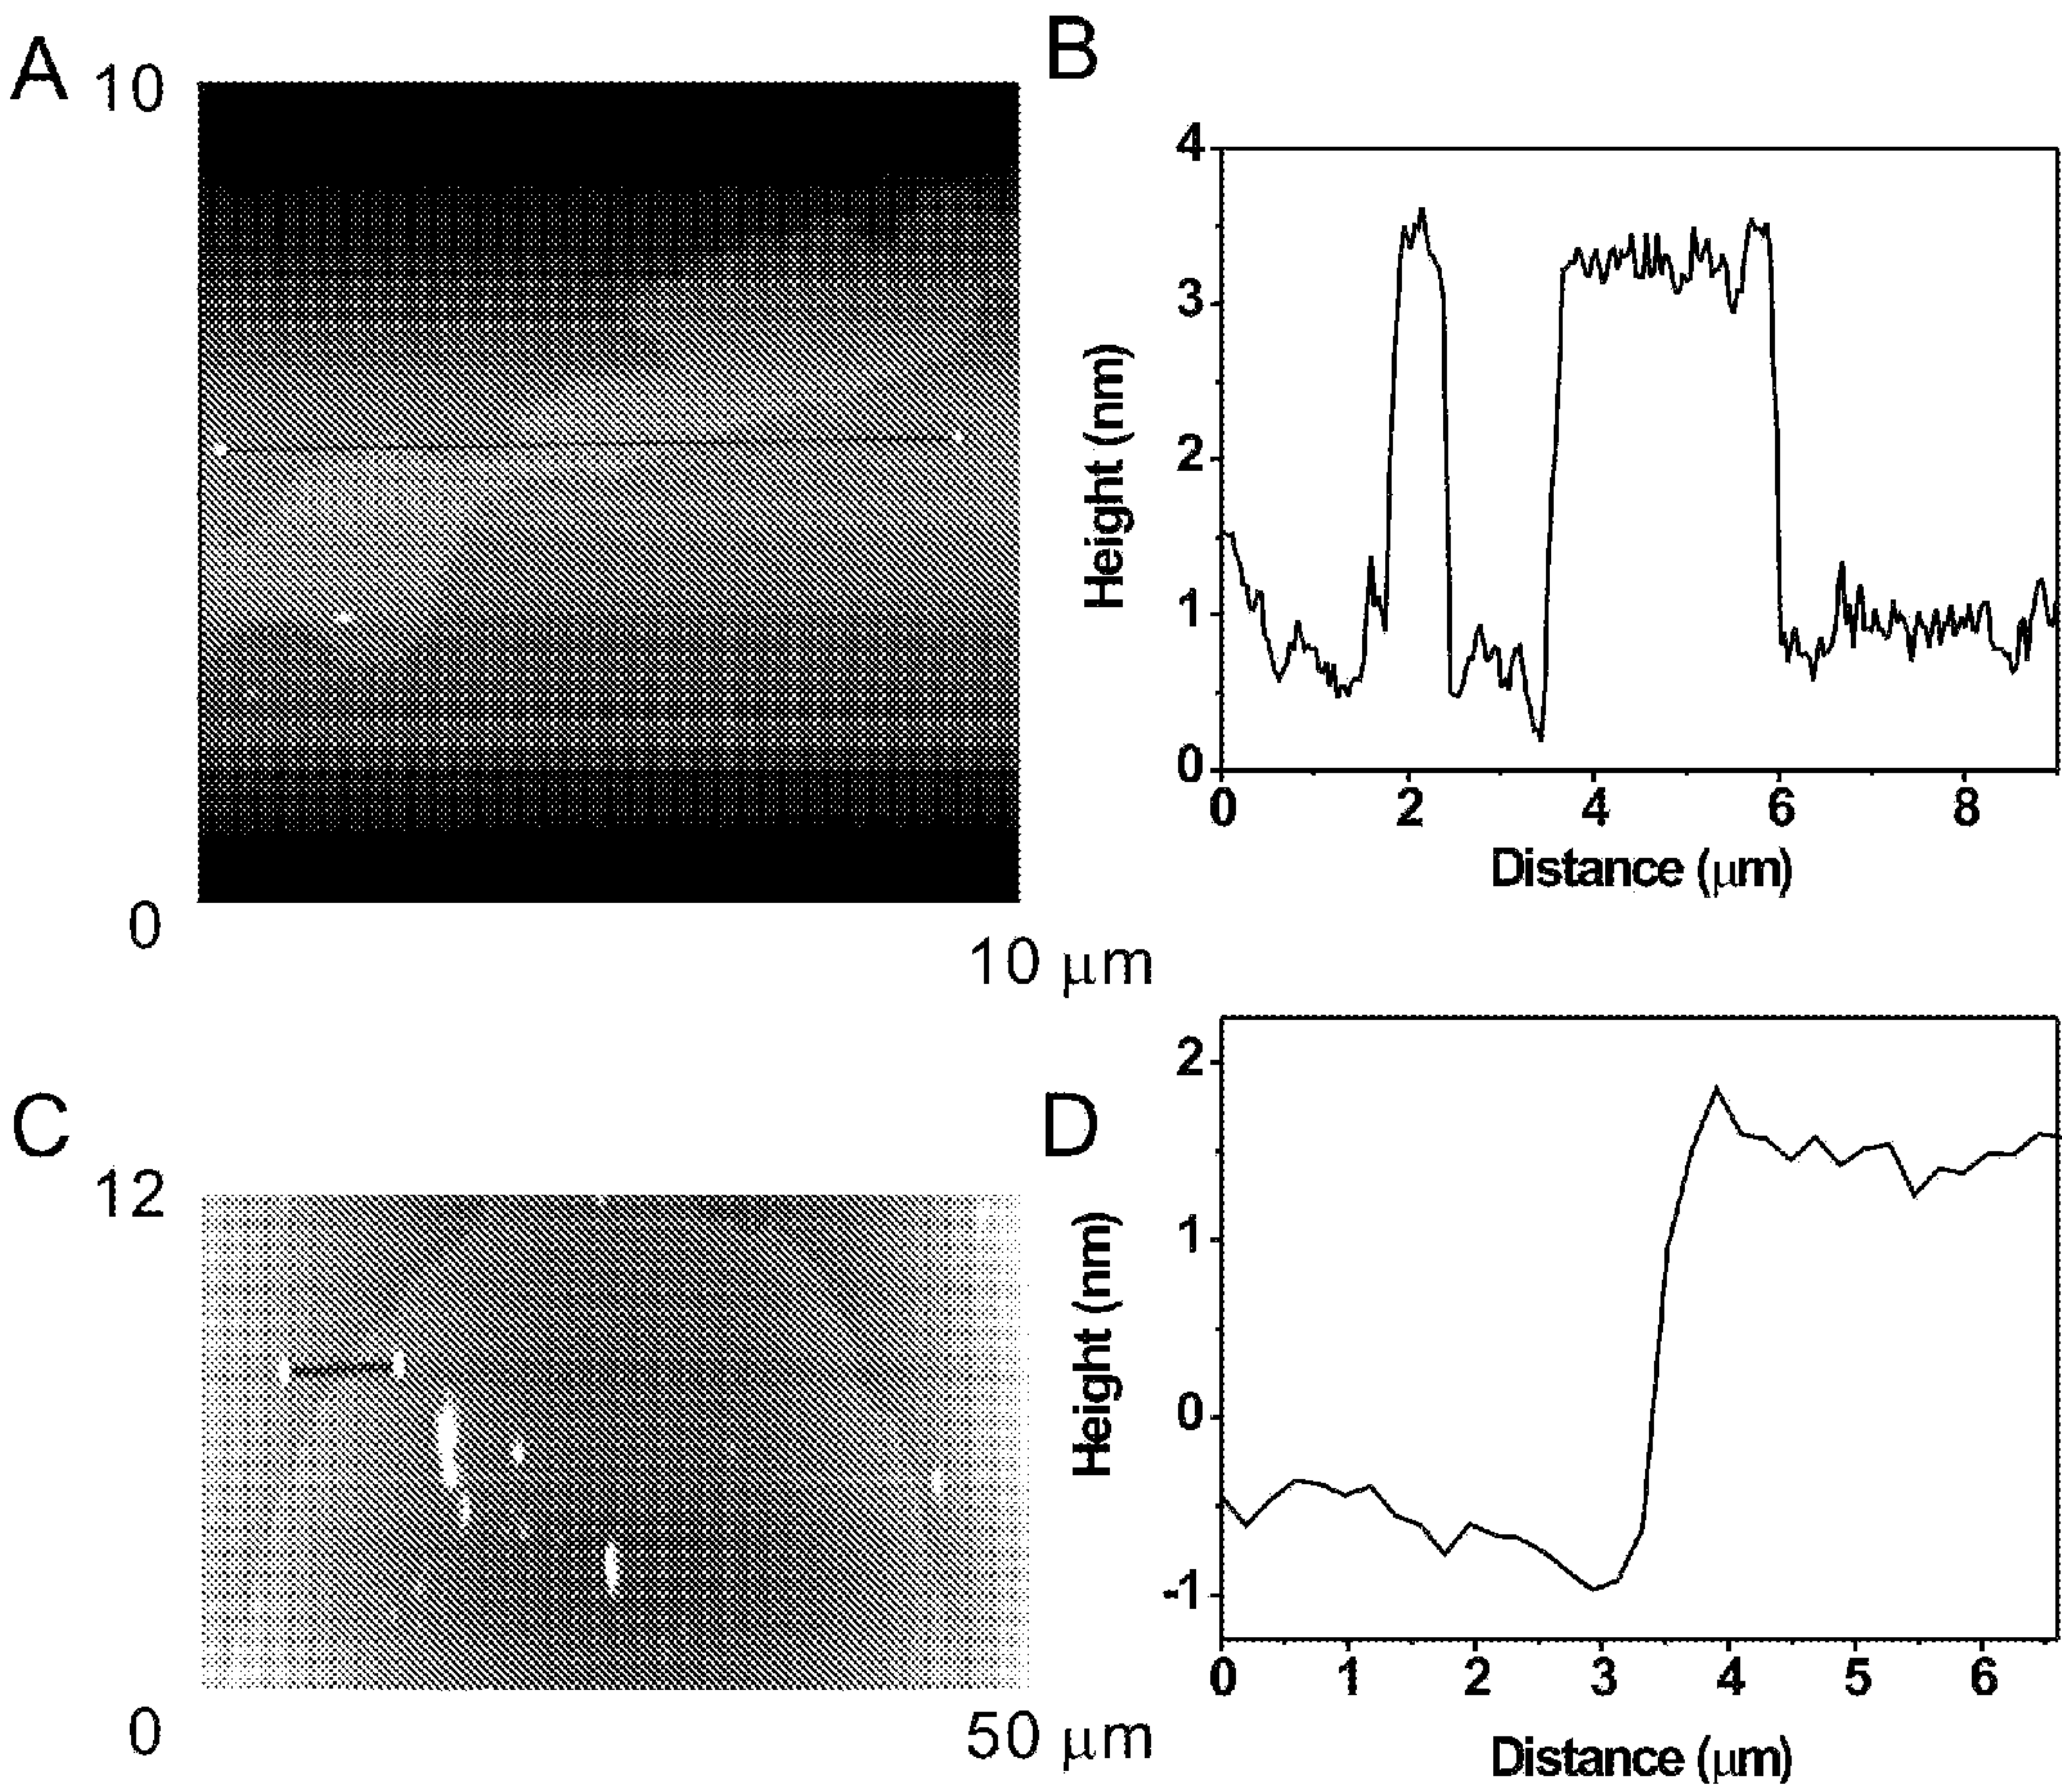 A
10
0
10 μm
B
4
3
2
1
0
Height (nm)
0 2 4 6 8
Distance (μm)
C
12
0
50 μm
D
2
1
0
-1
Height (nm)
0 1 2 3 4 5 6
Distance (μm)